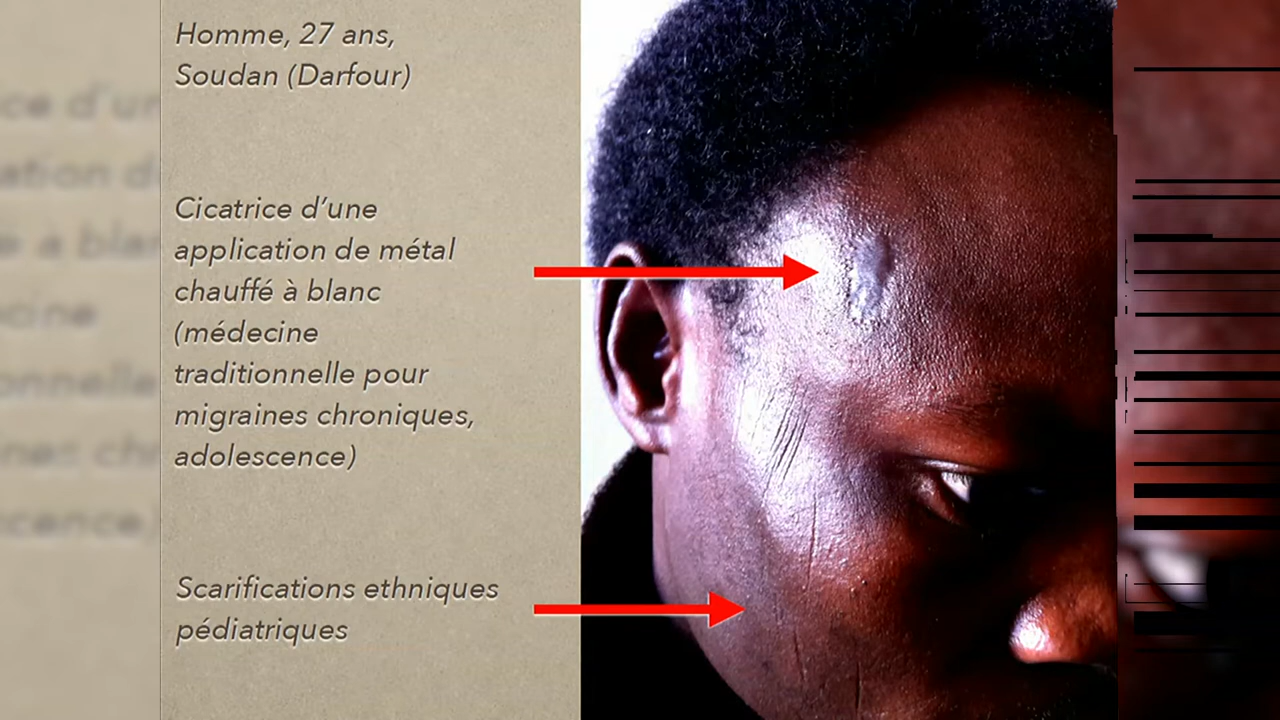 Homme, 27 ans,
Soudan (Darfour)
Cicatrice d’une
application de métal
chauffé à blanc
(médecine
traditionnelle pour
migraines chroniques,
adolescence)
Scarifications ethniques
pédiatriques